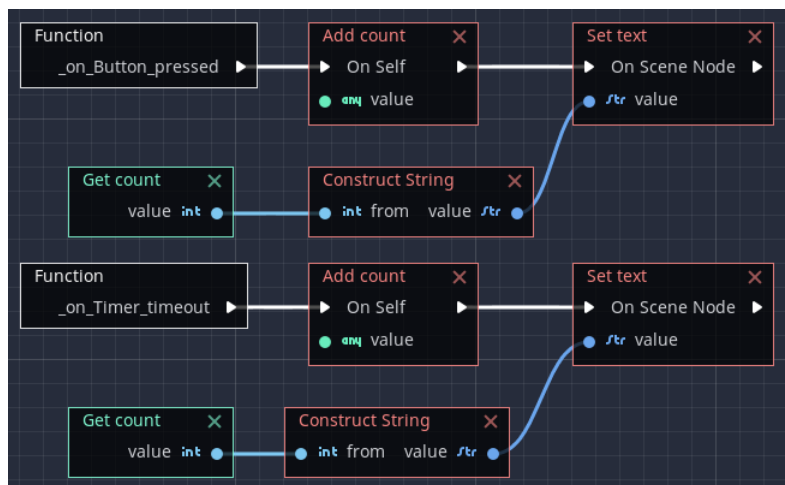 Function
_on_Button_pressed
Add count
On Self
any value
Set text
On Scene Node
Str value
Get count
value int
Construct String
int from value Str
Function
_on_Timer_timeout
Add count
On Self
any value
Set text
On Scene Node
Str value
Get count
value int
Construct String
int from value Str